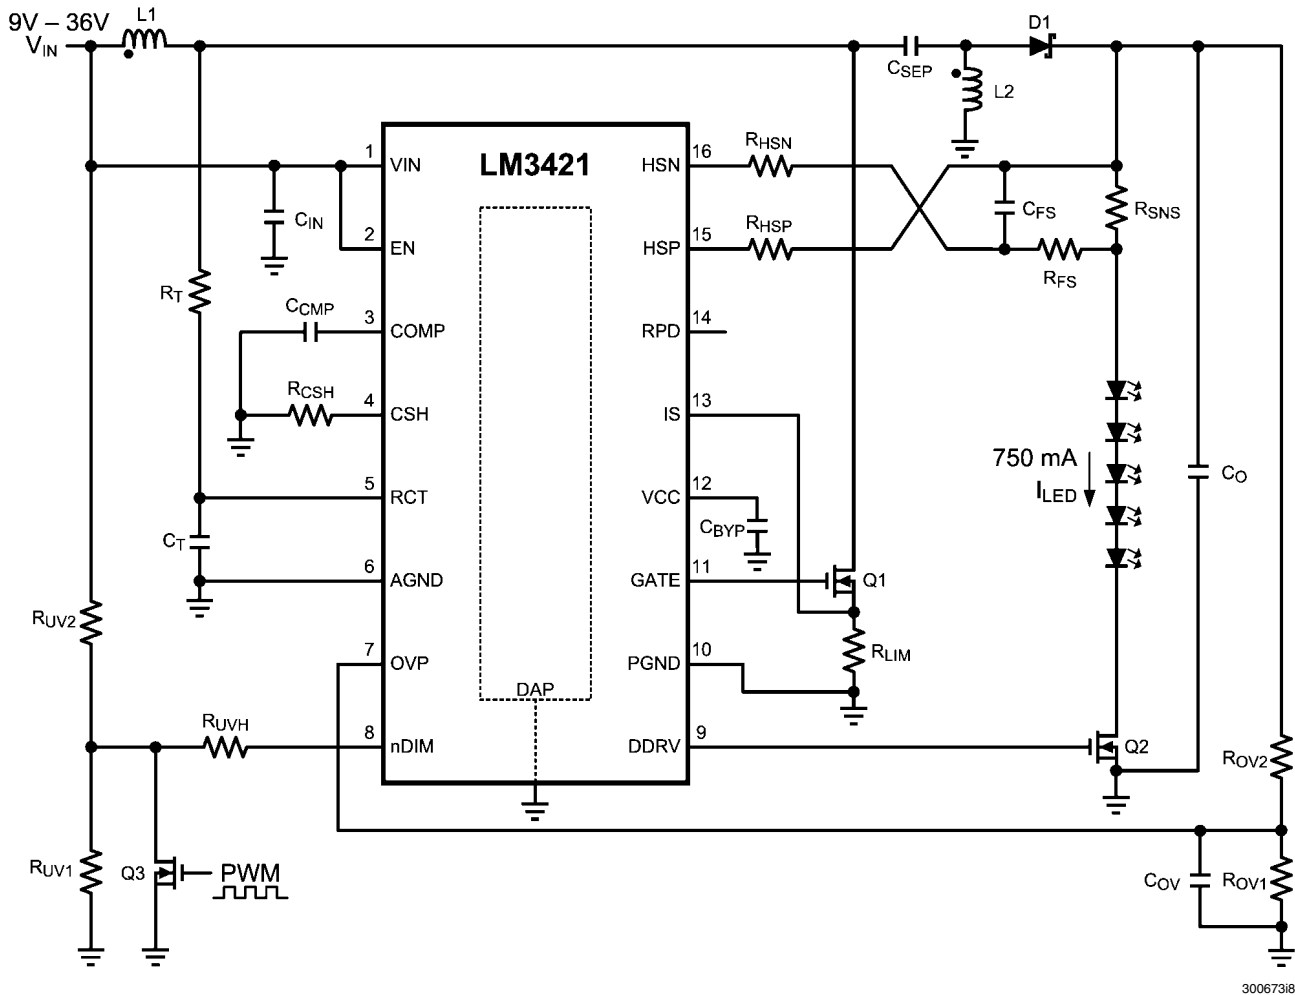 9V – 36V
VIN
L1
CSEP
D1
L2
LM3421
1
VIN
2
EN
3
COMP
4
CSH
5
RCT
6
AGND
7
OVP
8
nDIM
HSN
16
HSP
15
RPD
14
IS
13
VCC
12
GATE
11
PGND
10
DDRV
9
DAP
CIN
RT
CCMP
RCSH
CT
RUV2
RUVH
RUV1
Q3
PWM
RHSN
RHSP
CFS
RSNS
RFS
750 mA
ILED
CO
CBYP
Q1
RLIM
Q2
ROV2
COV
ROV1
300673i8